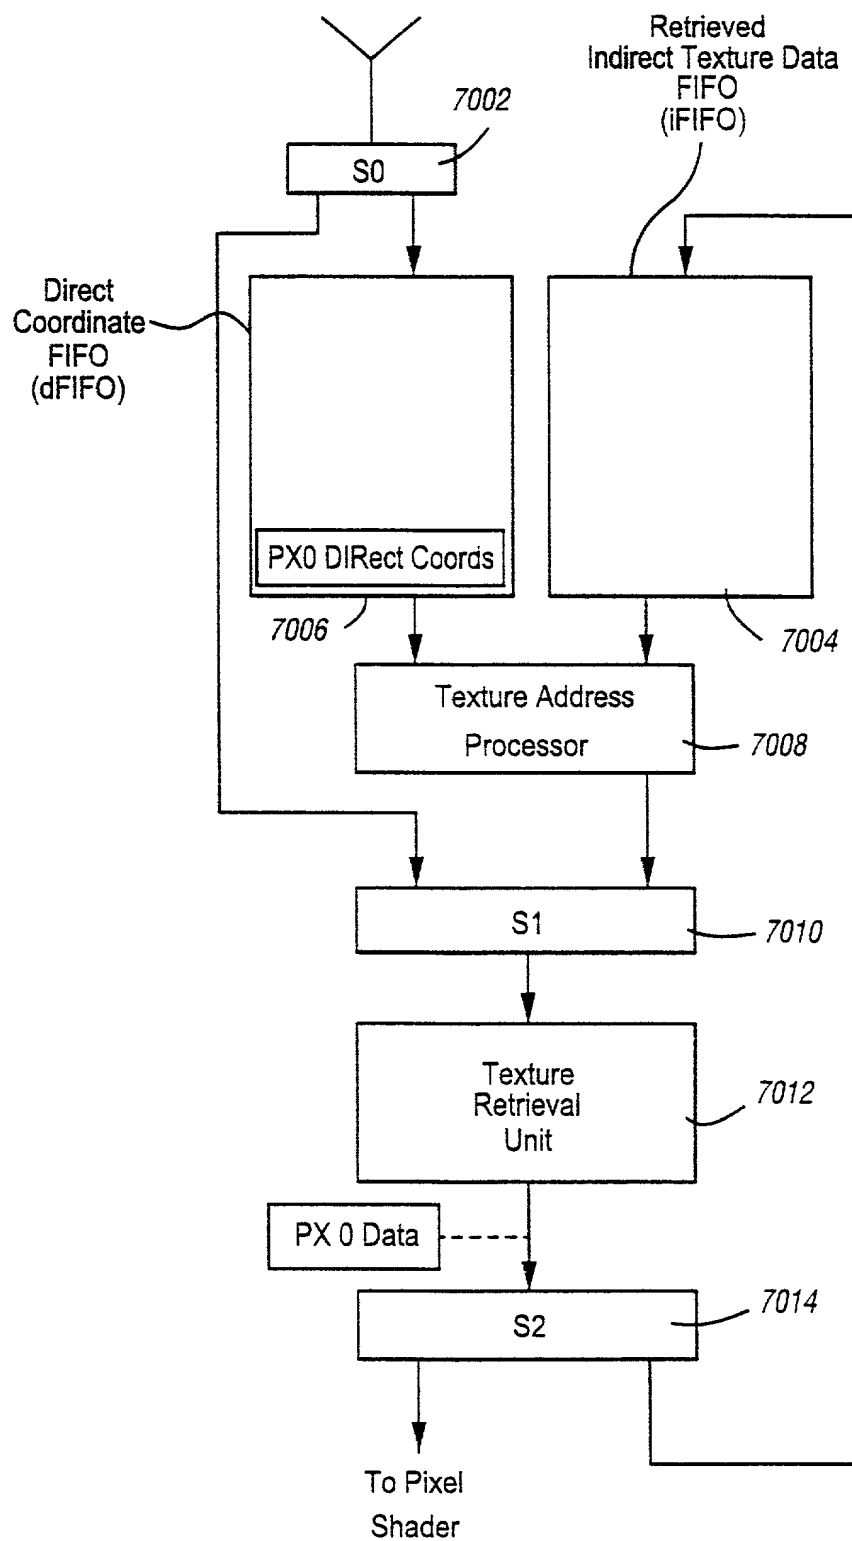 Retrieved
Indirect Texture Data
FIFO
(iFIFO)
7002
S0
Direct
Coordinate
FIFO
(dFIFO)
PX0 DIRect Coords
7006
7004
Texture Address
Processor
7008
S1
7010
Texture
Retrieval
Unit
7012
PX 0 Data
S2
7014
To Pixel
Shader